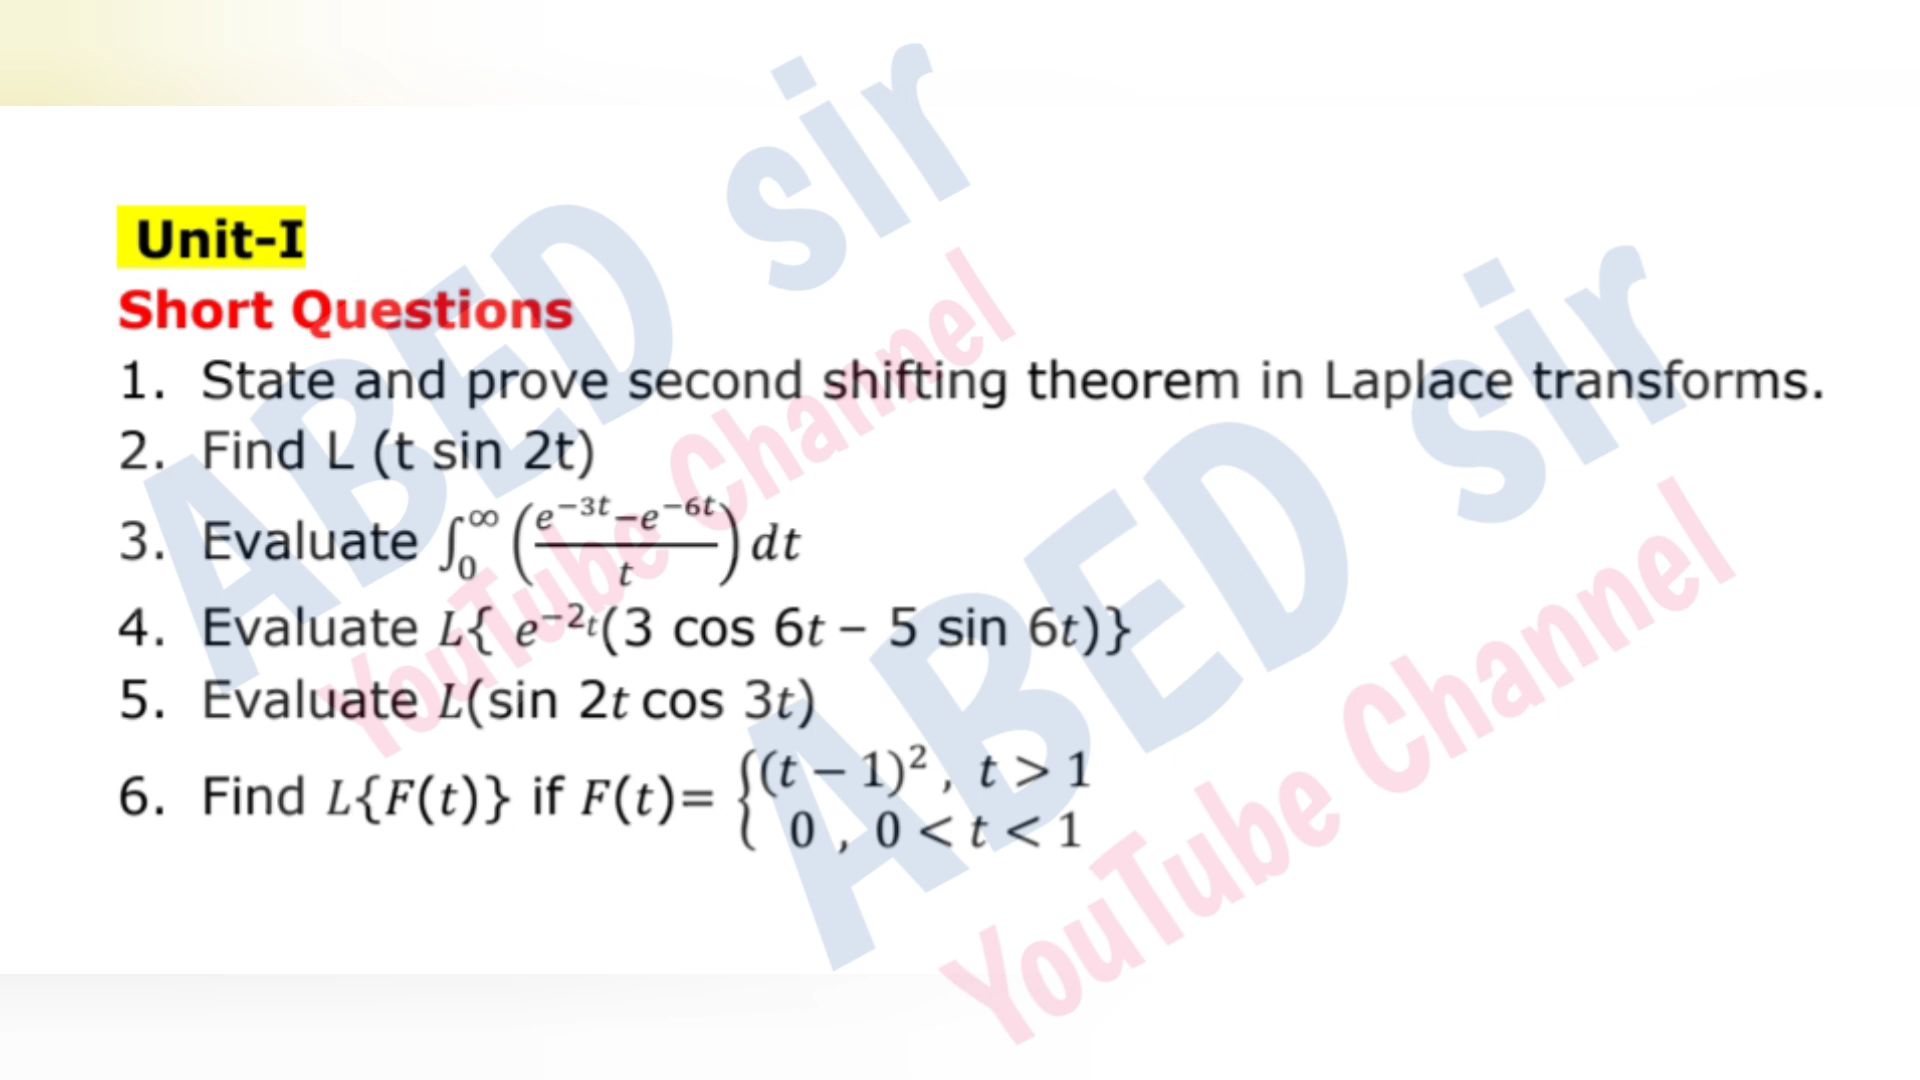 Unit-I
Short Questions
1. State and prove second shifting theorem in Laplace transforms.
2. Find L (t sin 2t)
3. Evaluate ∫₀^∞ ((e^{−3t}−e^{−6t})/t) dt
4. Evaluate L{ e^{−2t}(3 cos 6t − 5 sin 6t)}
5. Evaluate L(sin 2t cos 3t)
6. Find L{F(t)} if F(t)= { (t − 1)², t > 1
0 , 0 < t < 1
ABED sir
YouTube Channel
ABED sir
YouTube Channel